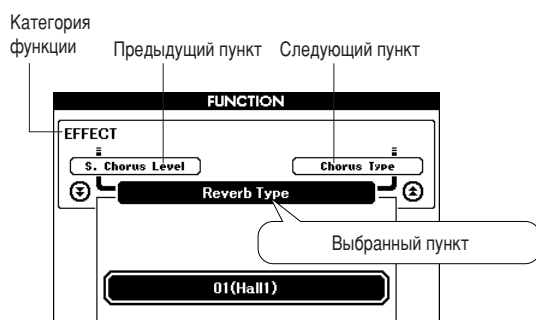 Категория
функции
Предыдущий пункт
Следующий пункт
FUNCTION
EFFECT
S. Chorus Level
Chorus Type
Reverb Type
Выбранный пункт
01(Hall1)